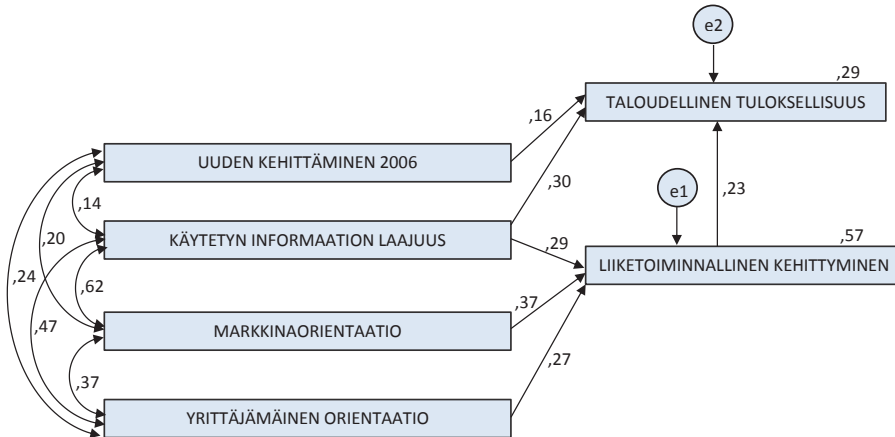 e2
,29
TALOUDELLINEN TULOKSELLISUUS
,16
UUDEN KEHITTÄMINEN 2006
,30
e1
,23
,14
,20
KÄYTETYN INFORMAATION LAAJUUS
,29
,57
LIIKETOIMINNALLINEN KEHITTYMINEN
,24
,62
,47
MARKKINAORIENTAATIO
,37
,27
,37
YRITTÄJÄMÄINEN ORIENTAATIO